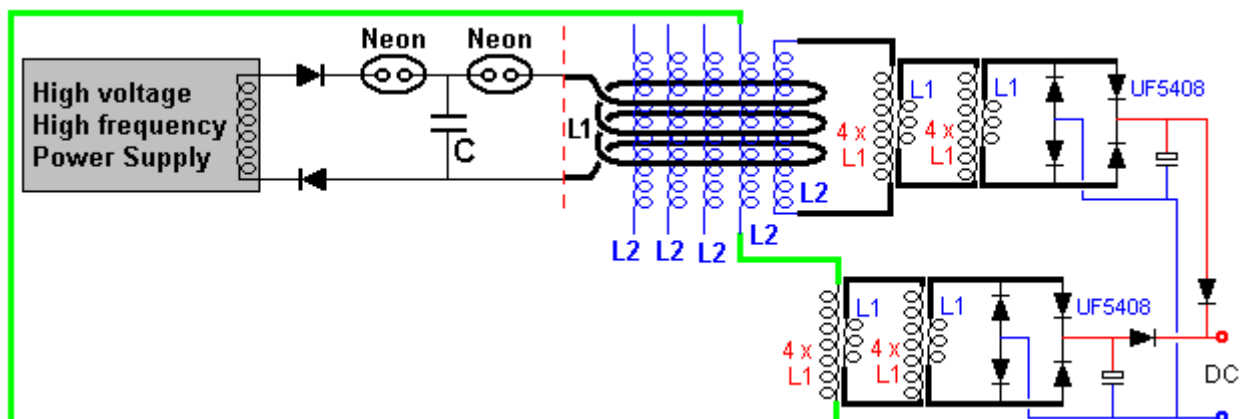 Neon
Neon
High voltage
High frequency
Power Supply
C
L1
L2
L2
L2
L2
L2
4 x
L1
L1
4 x
L1
L1
UF5408
4 x
L1
L1
4 x
L1
L1
UF5408
DC